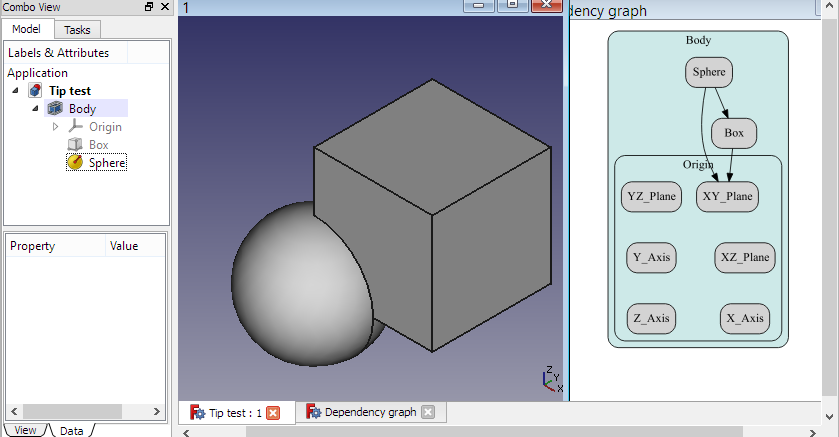 Combo View
Model
Tasks
Labels & Attributes
Application
Tip test
Body
Origin
Box
Sphere
Property
Value
View
Data
1
Z
Y
X
Tip test : 1
Dependency graph
dency graph
Body
Sphere
Box
Origin
YZ_Plane
XY_Plane
Y_Axis
XZ_Plane
Z_Axis
X_Axis